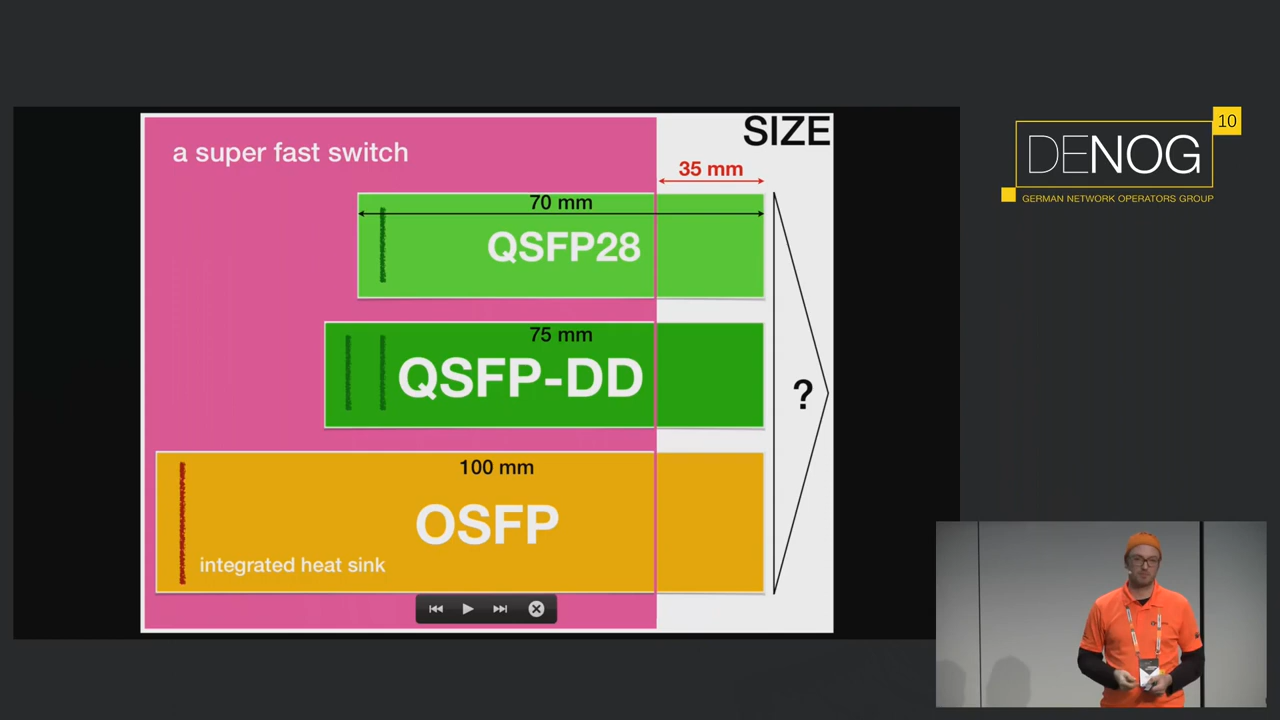 SIZE
a super fast switch
35 mm
70 mm
QSFP28
75 mm
QSFP-DD
?
100 mm
OSFP
integrated heat sink
10
DENOG
GERMAN NETWORK OPERATORS GROUP